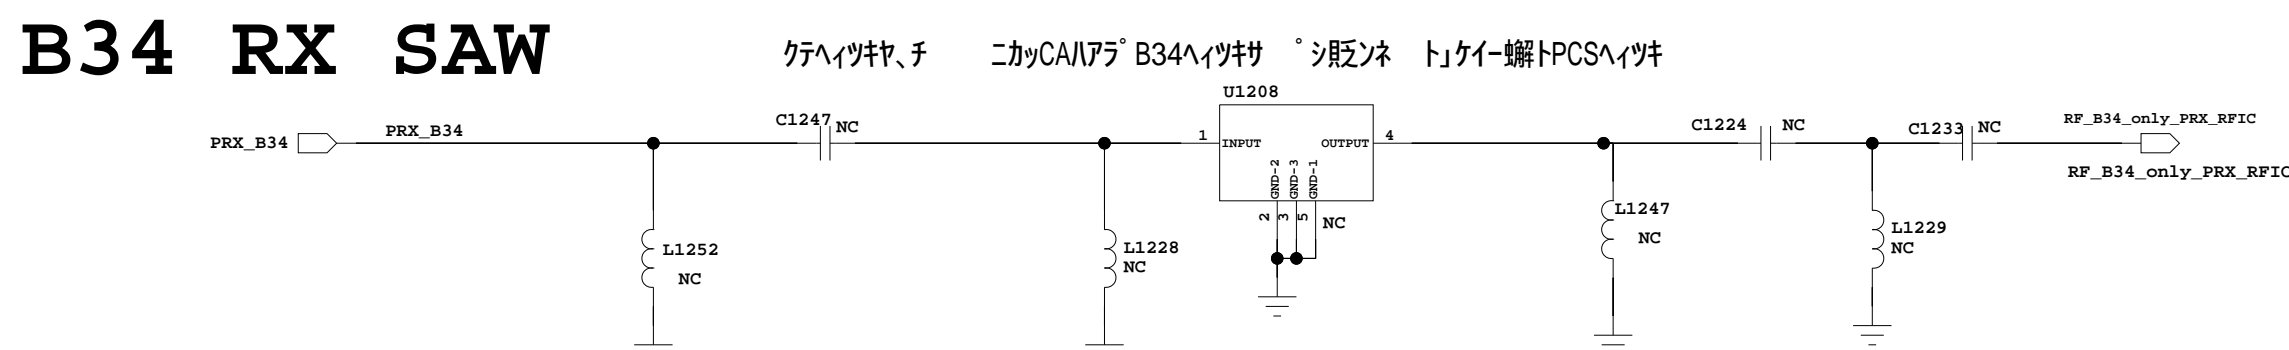 B34 RX SAW
クテヘィツキヤ、チ ニカッCAハアラ゜B34ヘィツキサ ゜シ貶ンネ ト」ケイー蠏解トPCSヘィツキ
U1208
PRX_B34
PRX_B34
C1247
NC
1
INPUT
OUTPUT
4
GND-2
GND-3
GND-1
2
3
5
NC
C1224
NC
C1233
NC
RF_B34_only_PRX_RFIC
RF_B34_only_PRX_RFIC
L1252
NC
L1228
NC
L1247
NC
L1229
NC